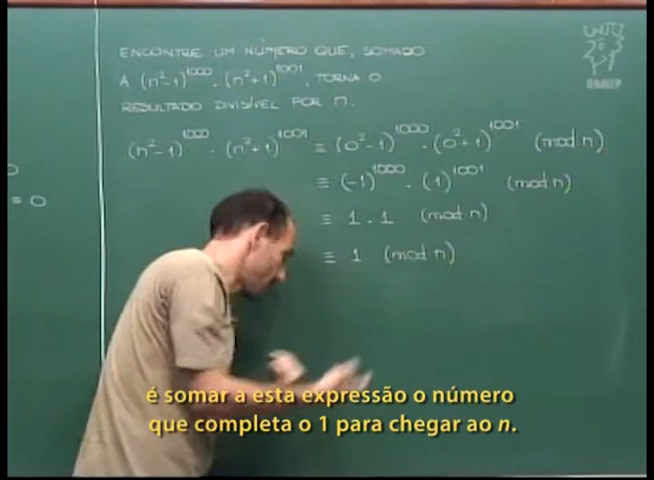 ENCONTRE UM NÚMERO QUE, SOMADO
A (n²-1)¹⁰⁰⁰ . (n²+1)¹⁰⁰¹, TORNA O
RESULTADO DIVISÍVEL POR n.
(n²-1)¹⁰⁰⁰ . (n²+1)¹⁰⁰¹ ≡ (0²-1)¹⁰⁰⁰ . (0²+1)¹⁰⁰¹ (mod n)
≡ (-1)¹⁰⁰⁰ . (1)¹⁰⁰¹ (mod n)
= 0
≡ 1 . 1 (mod n)
≡ 1 (mod n)
é somar a esta expressão o número
que completa o 1 para chegar ao n.